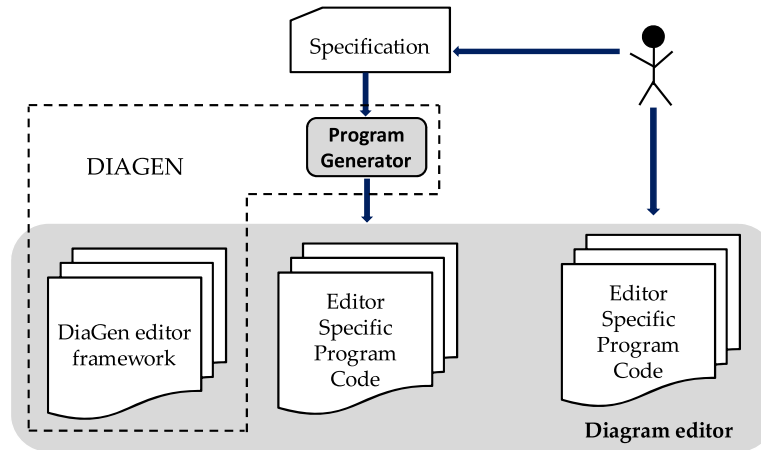 Specification
Program
Generator
DIAGEN
DiaGen editor
framework
Editor
Specific
Program
Code
Editor
Specific
Program
Code
Diagram editor